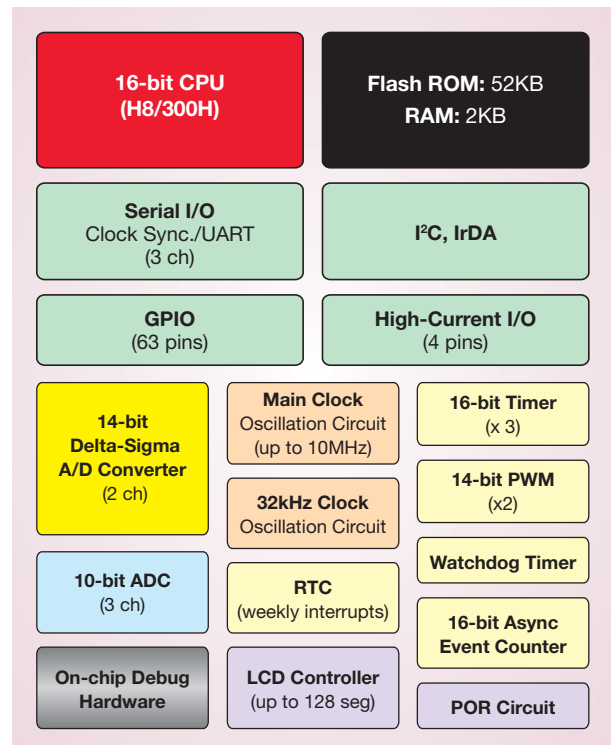 16-bit CPU
(H8/300H)
Flash ROM: 52KB
RAM: 2KB
Serial I/O
Clock Sync./UART
(3 ch)
I²C, IrDA
GPIO
(63 pins)
High-Current I/O
(4 pins)
14-bit
Delta-Sigma
A/D Converter
(2 ch)
Main Clock
Oscillation Circuit
(up to 10MHz)
16-bit Timer
(x 3)
32kHz Clock
Oscillation Circuit
14-bit PWM
(x2)
10-bit ADC
(3 ch)
RTC
(weekly interrupts)
Watchdog Timer
16-bit Async
Event Counter
On-chip Debug
Hardware
LCD Controller
(up to 128 seg)
POR Circuit